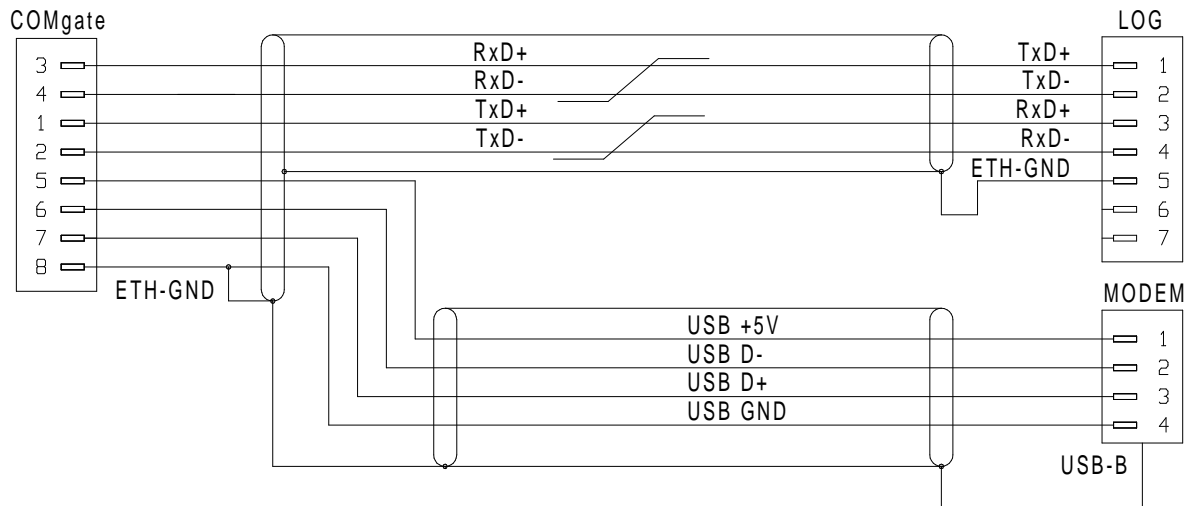 COMgate
LOG
3 RxD+ TxD+ 1
4 RxD- TxD- 2
1 TxD+ RxD+ 3
2 TxD- RxD- 4
5 ETH-GND 5
6 6
7 7
8
ETH-GND
MODEM
USB +5V 1
USB D- 2
USB D+ 3
USB GND 4
USB-B